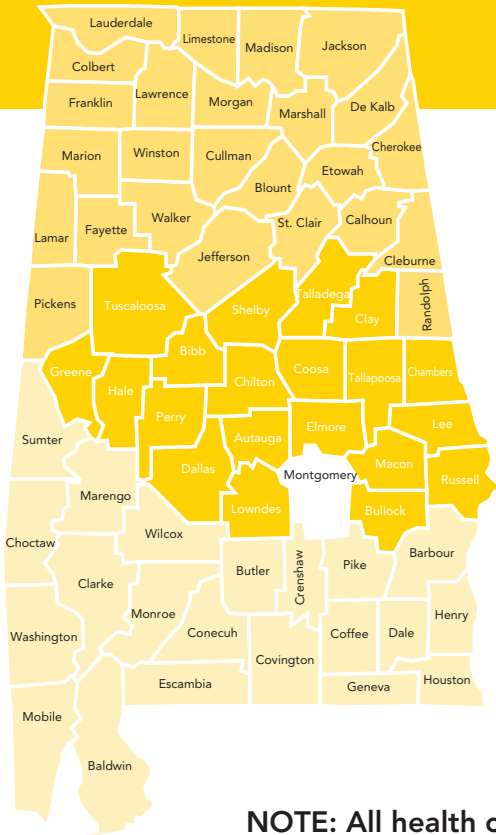 Lauderdale
Limestone
Madison
Jackson
Colbert
Franklin
Lawrence
Morgan
Marshall
De Kalb
Cherokee
Marion
Winston
Cullman
Blount
Etowah
Lamar
Fayette
Walker
Jefferson
St. Clair
Calhoun
Cleburne
Pickens
Tuscaloosa
Shelby
Talladega
Clay
Randolph
Greene
Hale
Bibb
Chilton
Coosa
Tallapoosa
Chambers
Perry
Autauga
Elmore
Lee
Sumter
Dallas
Montgomery
Macon
Russell
Marengo
Lowndes
Bullock
Choctaw
Wilcox
Butler
Crenshaw
Pike
Barbour
Clarke
Monroe
Conecuh
Coffee
Dale
Henry
Washington
Covington
Escambia
Geneva
Houston
Mobile
Baldwin
NOTE: All health